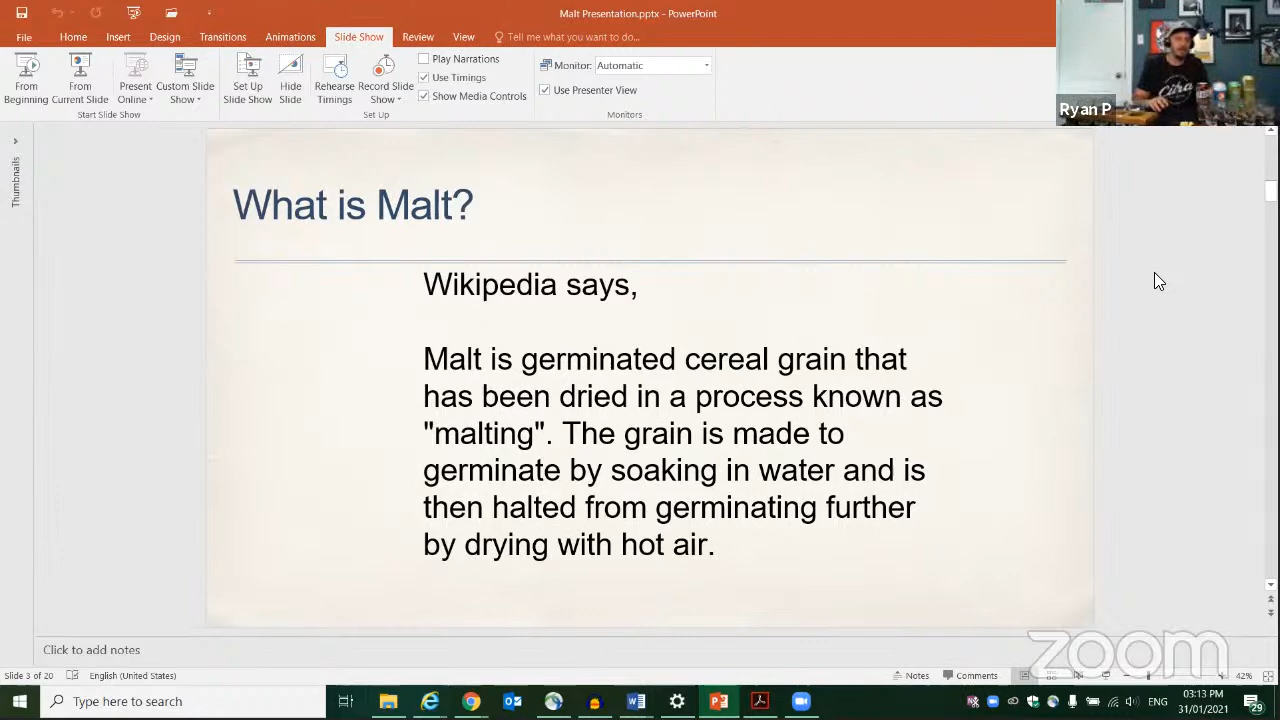 Malt Presentation.pptx - PowerPoint
File Home Insert Design Transitions Animations Slide Show Review View Tell me what you want to do...
From Beginning
From Current Slide
Present Online
Custom Slide Show
Start Slide Show
Set Up Slide Show
Hide Slide
Rehearse Timings
Record Slide Show
Play Narrations
Use Timings
Show Media Controls
Set Up
Monitor: Automatic
Use Presenter View
Monitors
Citra
Ryan P
Thumbnails
What is Malt?
Wikipedia says,
Malt is germinated cereal grain that
has been dried in a process known as
"malting". The grain is made to
germinate by soaking in water and is
then halted from germinating further
by drying with hot air.
Click to add notes
zoom
Slide 3 of 20 English (United States) Notes Comments 42%
Type here to search
ENG
03:13 PM
31/01/2021
29